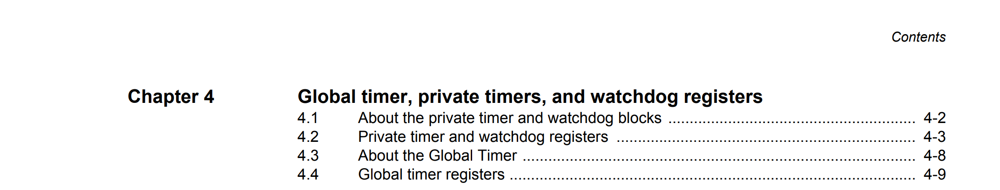 Contents
Chapter 4 Global timer, private timers, and watchdog registers
4.1 About the private timer and watchdog blocks ........................................................... 4-2
4.2 Private timer and watchdog registers ....................................................................... 4-3
4.3 About the Global Timer ............................................................................................. 4-8
4.4 Global timer registers ................................................................................................ 4-9